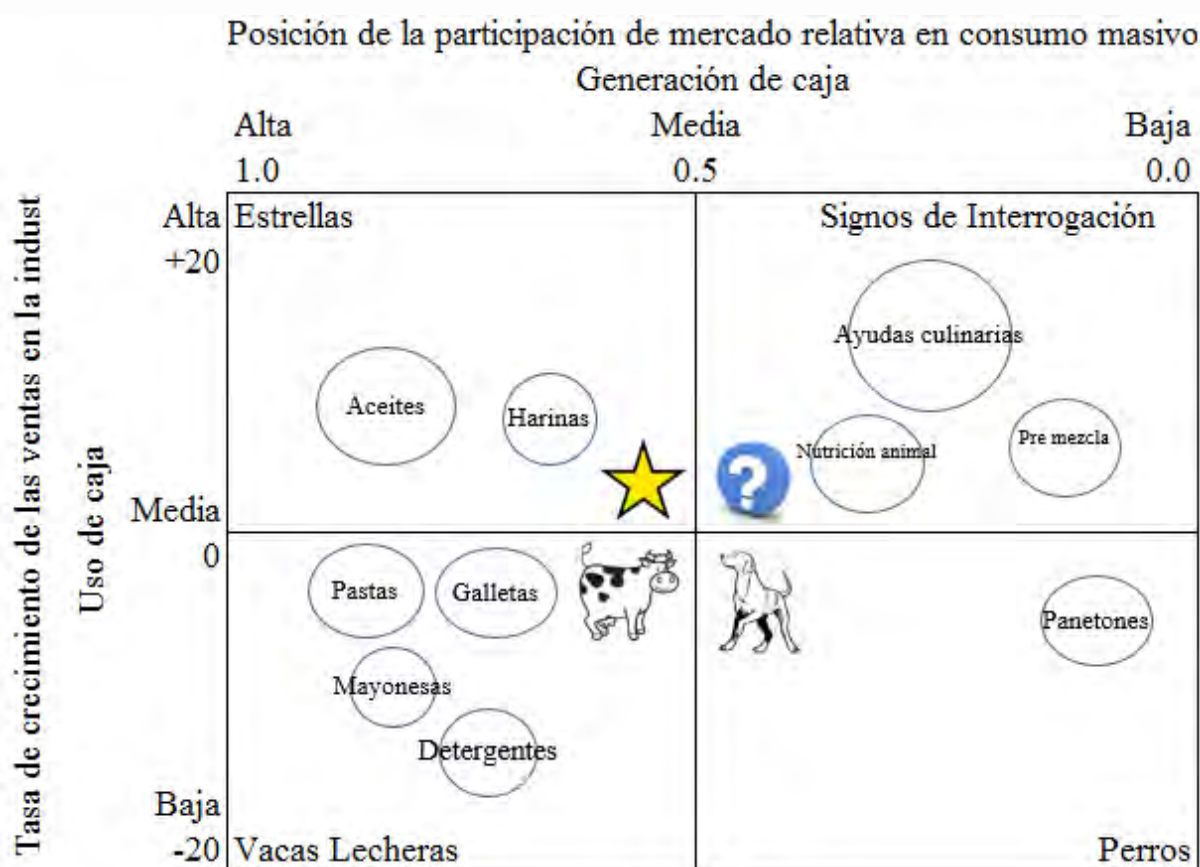 Posición de la participación de mercado relativa en consumo masivo
Generación de caja
Alta Media Baja
1.0 0.5 0.0
Tasa de crecimiento de las ventas en la indust
Uso de caja
Alta
+20
Media
0
Baja
-20
Estrellas
Aceites
Harinas
Signos de Interrogación
Ayudas culinarias
?
Nutrición animal
Pre mezcla
Pastas
Galletas
Mayonesas
Detergentes
Vacas Lecheras
Panetones
Perros